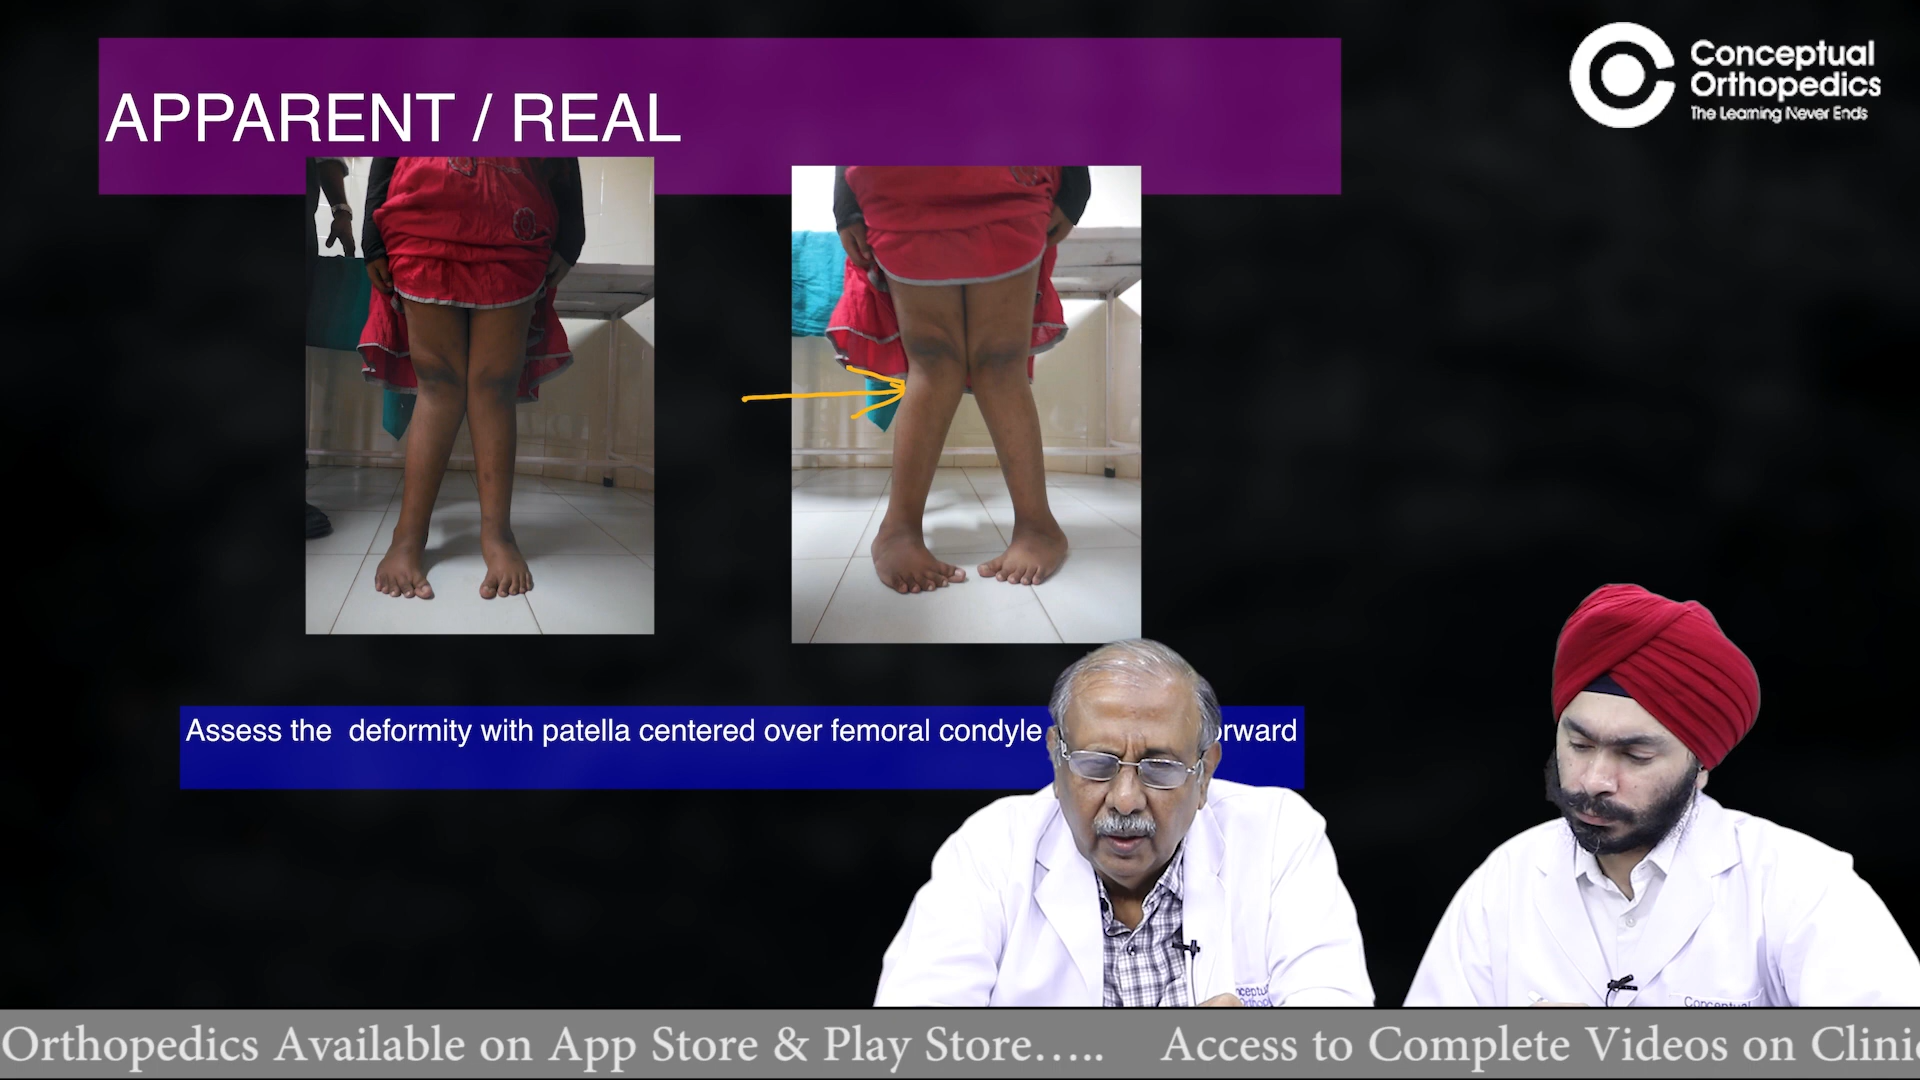 APPARENT / REAL
Conceptual
Orthopedics
The Learning Never Ends
Assess the deformity with patella centered over femoral condyle
Conceptual
Orthopedics Available on App Store & Play Store….. Access to Complete Videos on